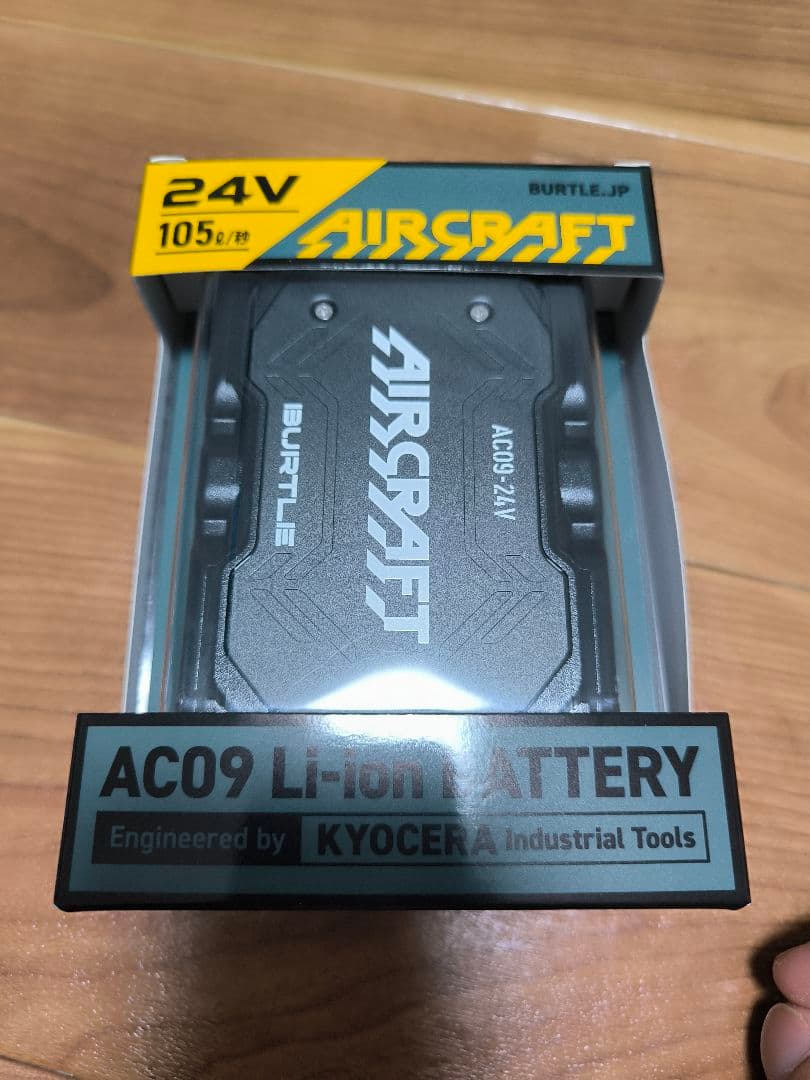 24V
BURTLE.JP
105ℓ/秒
AIRCRAFT
AIRCRAFT
BURTLE
AC09-24V
AC09 Li-ion BATTERY
Engineered by KYOCERA Industrial Tools